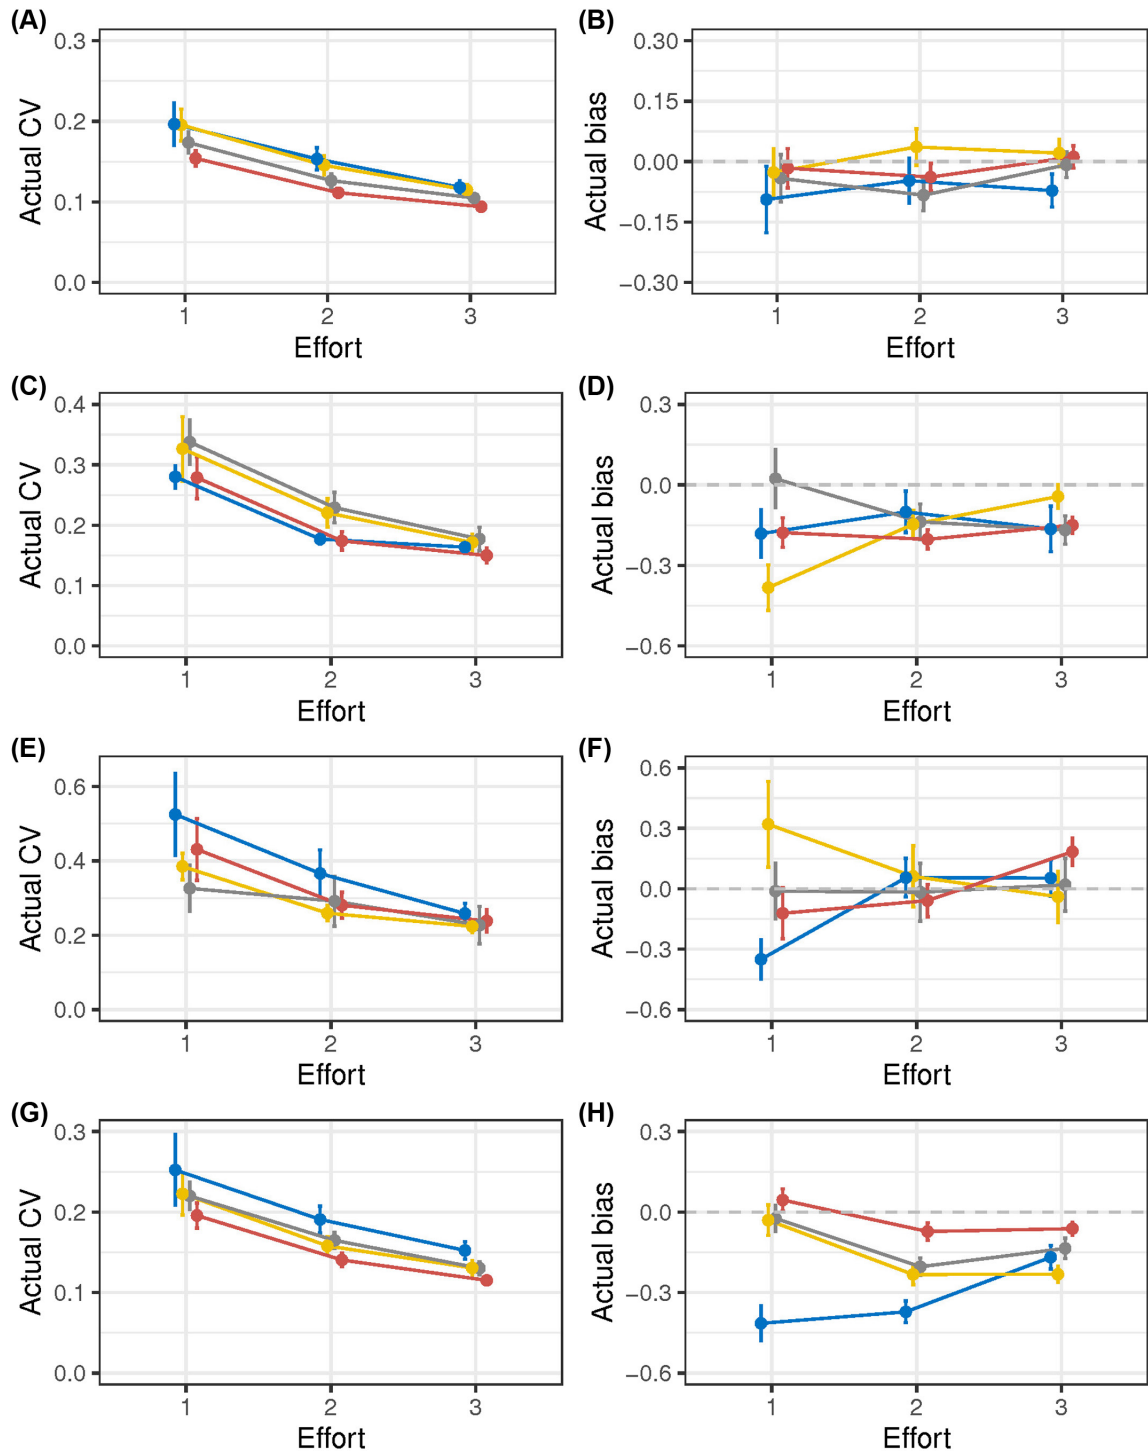 (A)
0.3
0.2
0.1
0.0
Actual CV
1 2 3
Effort
(B)
0.30
0.15
0.00
−0.15
−0.30
Actual bias
1 2 3
Effort
(C)
0.4
0.3
0.2
0.1
0.0
Actual CV
1 2 3
Effort
(D)
0.3
0.0
−0.3
−0.6
Actual bias
1 2 3
Effort
(E)
0.6
0.4
0.2
0.0
Actual CV
1 2 3
Effort
(F)
0.6
0.3
0.0
−0.3
−0.6
Actual bias
1 2 3
Effort
(G)
0.3
0.2
0.1
0.0
Actual CV
1 2 3
Effort
(H)
0.3
0.0
−0.3
−0.6
Actual bias
1 2 3
Effort